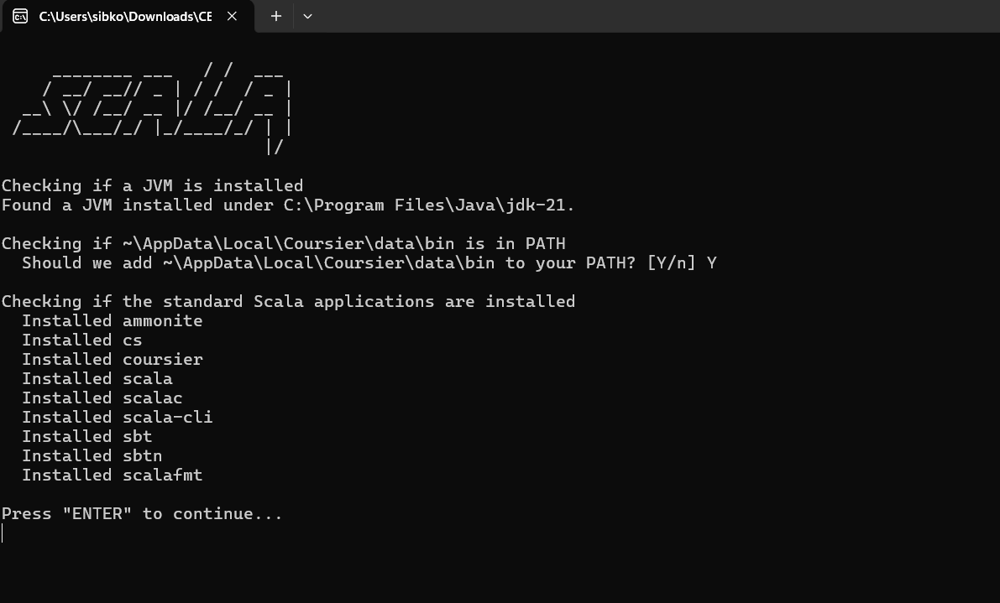 C:\Users\sibko\Downloads\CE
________ ___   / /  ___
    / __/ __// _ | / /  / _ |
  __\ \/ /__/ __ |/ /__/ __ |
 /____/\___/_/ |_/____/_/ | |
                          |/
Checking if a JVM is installed
Found a JVM installed under C:\Program Files\Java\jdk-21.
Checking if ~\AppData\Local\Coursier\data\bin is in PATH
  Should we add ~\AppData\Local\Coursier\data\bin to your PATH? [Y/n] Y
Checking if the standard Scala applications are installed
  Installed ammonite
  Installed cs
  Installed coursier
  Installed scala
  Installed scalac
  Installed scala-cli
  Installed sbt
  Installed sbtn
  Installed scalafmt
Press "ENTER" to continue...